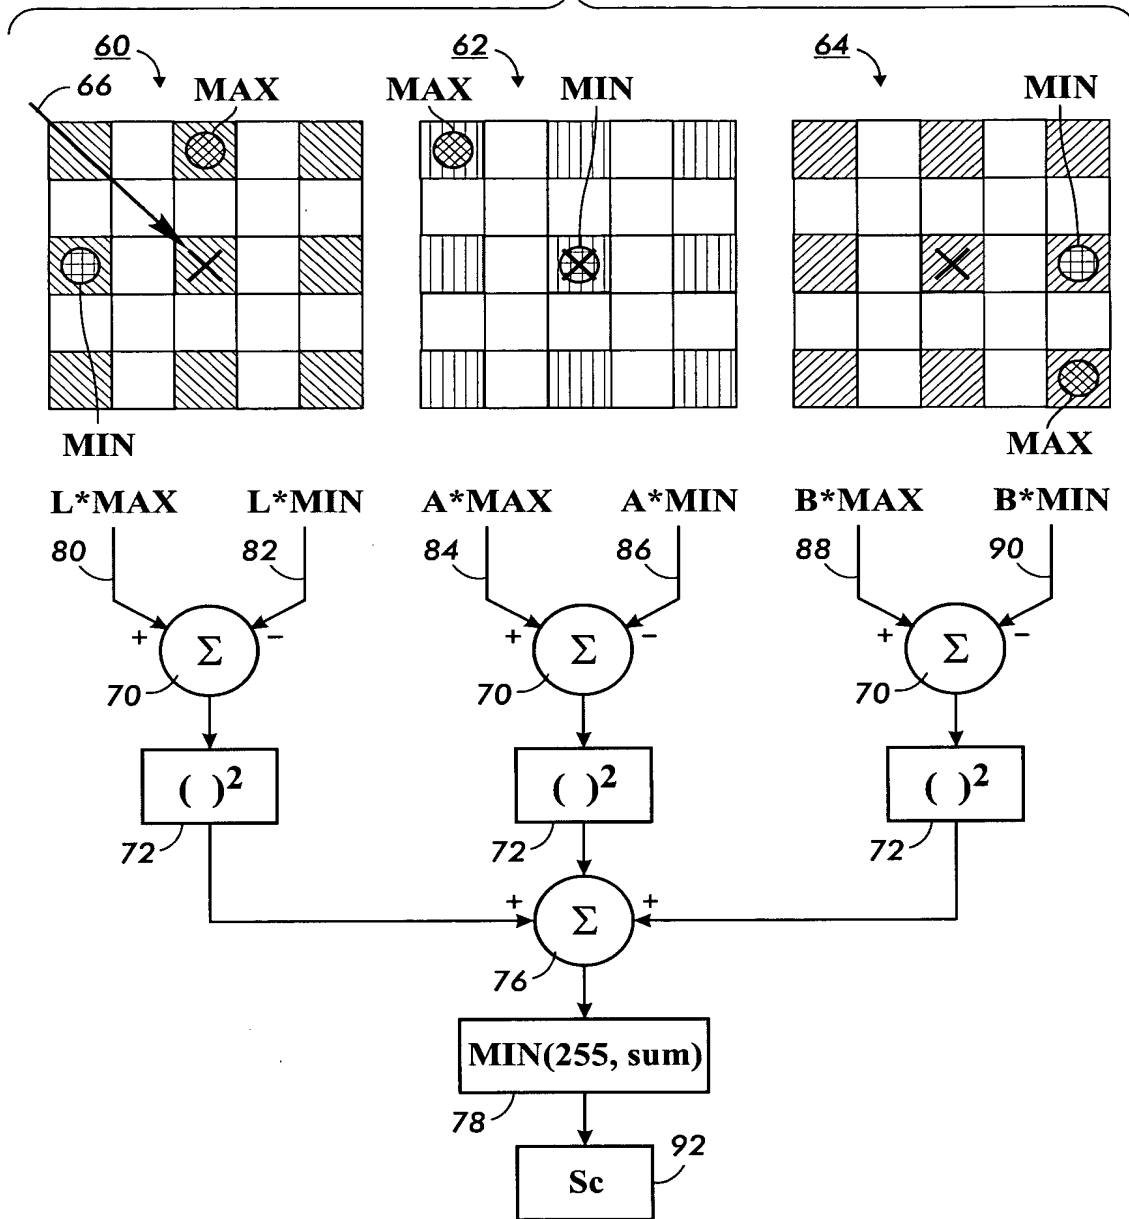 60 62 64
66 MAX MAX MIN MIN
MIN MAX
L*MAX L*MIN A*MAX A*MIN B*MAX B*MIN
80 82 84 86 88 90
+ − + − + −
Σ Σ Σ
70 70 70
( )² ( )² ( )²
72 72 72
+ +
Σ
76
MIN(255, sum)
78
Sc 92